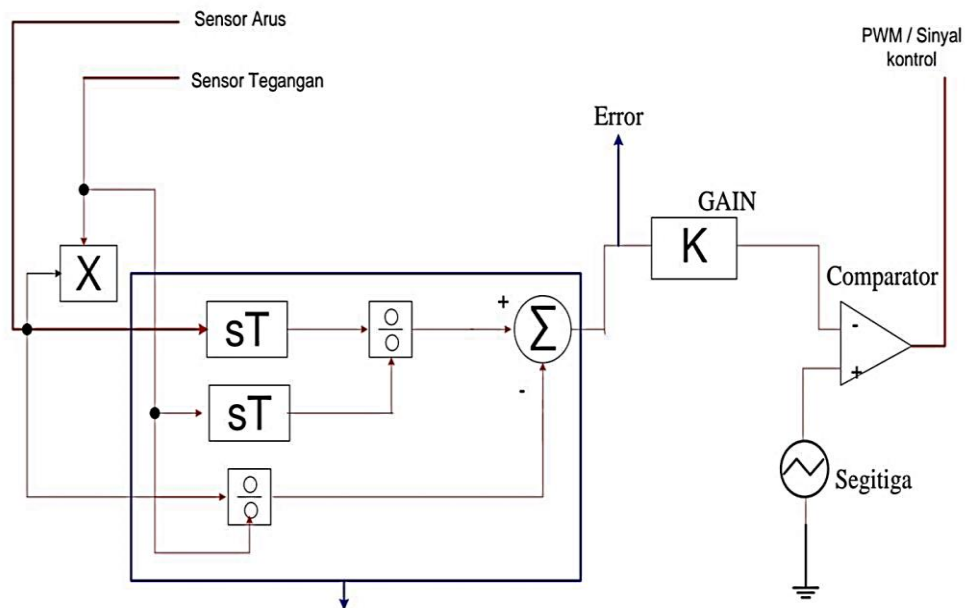 Sensor Arus
Sensor Tegangan
PWM / Sinyal
kontrol
Error
GAIN
K
X
Comparator
+
sT
Σ
-
-
+
sT
Segitiga